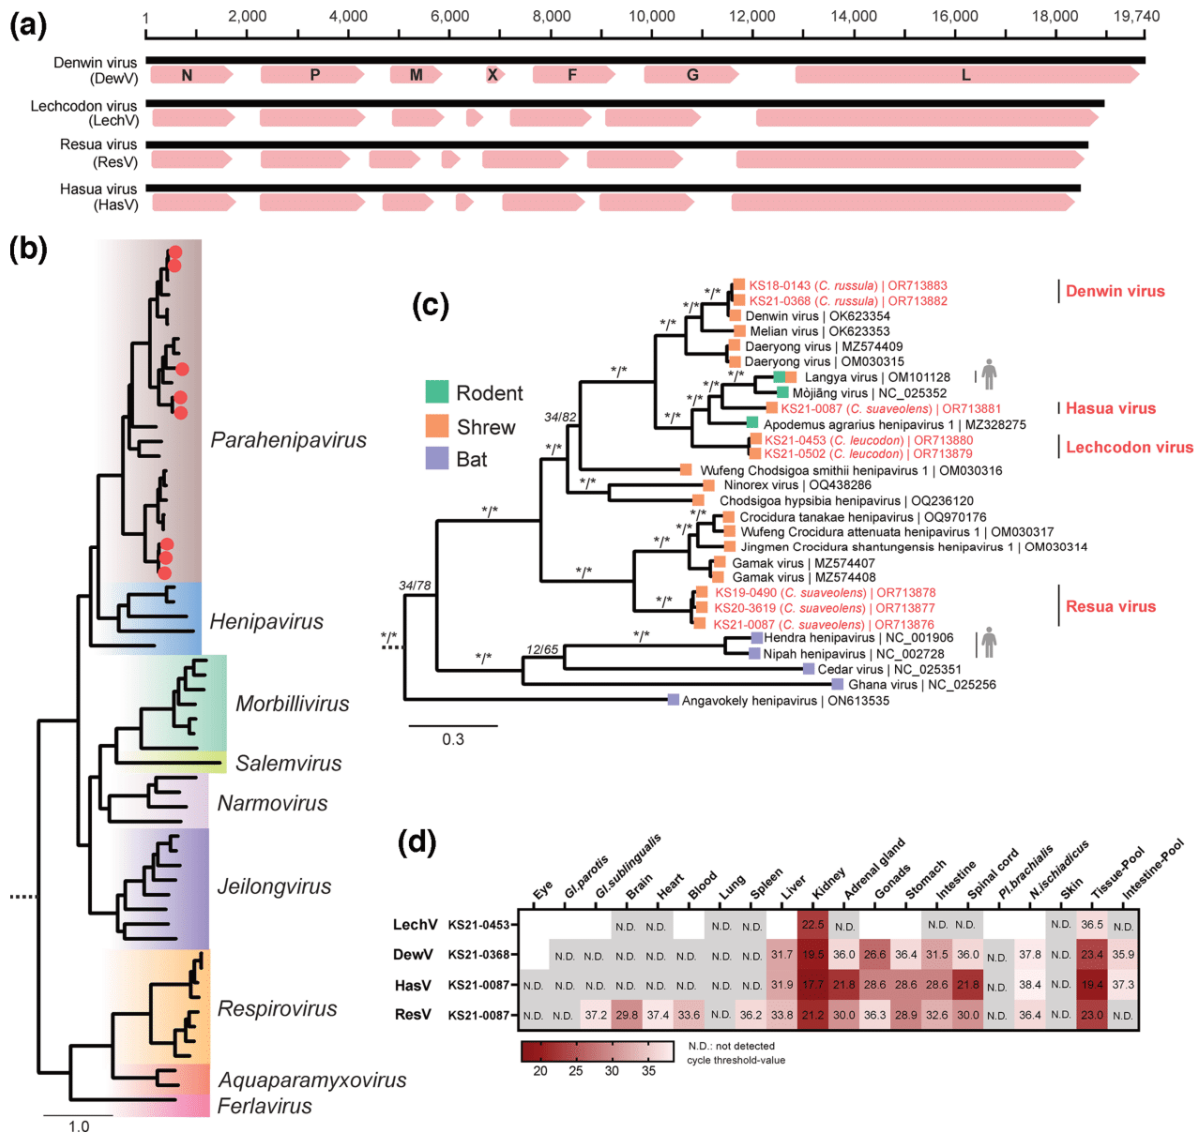 (a)
1 2,000 4,000 6,000 8,000 10,000 12,000 14,000 16,000 18,000 19,740
Denwin virus
(DewV)
N P M X F G L
Lechcodon virus
(LechV)
Resua virus
(ResV)
Hasua virus
(HasV)
(b)
Parahenipavirus
Henipavirus
Morbillivirus
Salemvirus
Narmovirus
Jeilongvirus
Respirovirus
Aquaparamyxovirus
Ferlavirus
1.0
(c)
Rodent
Shrew
Bat
*/*
*/*
*/*
*/*
*/*
*/*
*/*
*/*
34/82
*/*
*/*
*/*
*/*
*/*
*/*
*/*
*/*
34/78
*/*
*/*
12/65
*/*
KS18-0143 (C. russula) | OR713883
KS21-0368 (C. russula) | OR713882
Denwin virus
Denwin virus | OK623354
Melian virus | OK623353
Daeryong virus | MZ574409
Daeryong virus | OM030315
Langya virus | OM101128
Mòjiāng virus | NC_025352
KS21-0087 (C. suaveolens) | OR713881
Hasua virus
Apodemus agrarius henipavirus 1 | MZ328275
KS21-0453 (C. leucodon) | OR713880
KS21-0502 (C. leucodon) | OR713879
Lechcodon virus
Wufeng Chodsigoa smithii henipavirus 1 | OM030316
Ninorex virus | OQ438286
Chodsigoa hypsibia henipavirus | OQ236120
Crocidura tanakae henipavirus | OQ970176
Wufeng Crocidura attenuata henipavirus 1 | OM030317
Jingmen Crocidura shantungensis henipavirus 1 | OM030314
Gamak virus | MZ574407
Gamak virus | MZ574408
KS19-0490 (C. suaveolens) | OR713878
KS20-3619 (C. suaveolens) | OR713877
KS21-0087 (C. suaveolens) | OR713876
Resua virus
Hendra henipavirus | NC_001906
Nipah henipavirus | NC_002728
Cedar virus | NC_025351
Ghana virus | NC_025256
Angavokely henipavirus | ON613535
0.3
(d)
Eye Gl.parotis Gl.sublingualis Brain Heart Blood Lung Spleen Liver Kidney Adrenal gland Gonads Stomach Intestine Spinal cord Pl.brachialis N.ischiadicus Skin Tissue-Pool Intestine-Pool
LechV KS21-0453 N.D. N.D. N.D. N.D. 22.5 N.D. N.D. N.D. N.D. 36.5
DewV KS21-0368 N.D. N.D. N.D. N.D. N.D. N.D. N.D. 31.7 19.5 36.0 26.6 36.4 31.5 36.0 N.D. 37.8 N.D. 23.4 35.9
HasV KS21-0087 N.D. N.D. N.D. N.D. N.D. N.D. N.D. N.D. 31.9 17.7 21.8 28.6 28.6 28.6 21.8 N.D. 38.4 N.D. 19.4 37.3
ResV KS21-0087 N.D. N.D. 37.2 29.8 37.4 33.6 N.D. 36.2 33.8 21.2 30.0 36.3 28.9 32.6 30.0 N.D. 36.4 N.D. 23.0 N.D.
20 25 30 35
N.D.: not detected
cycle threshold-value